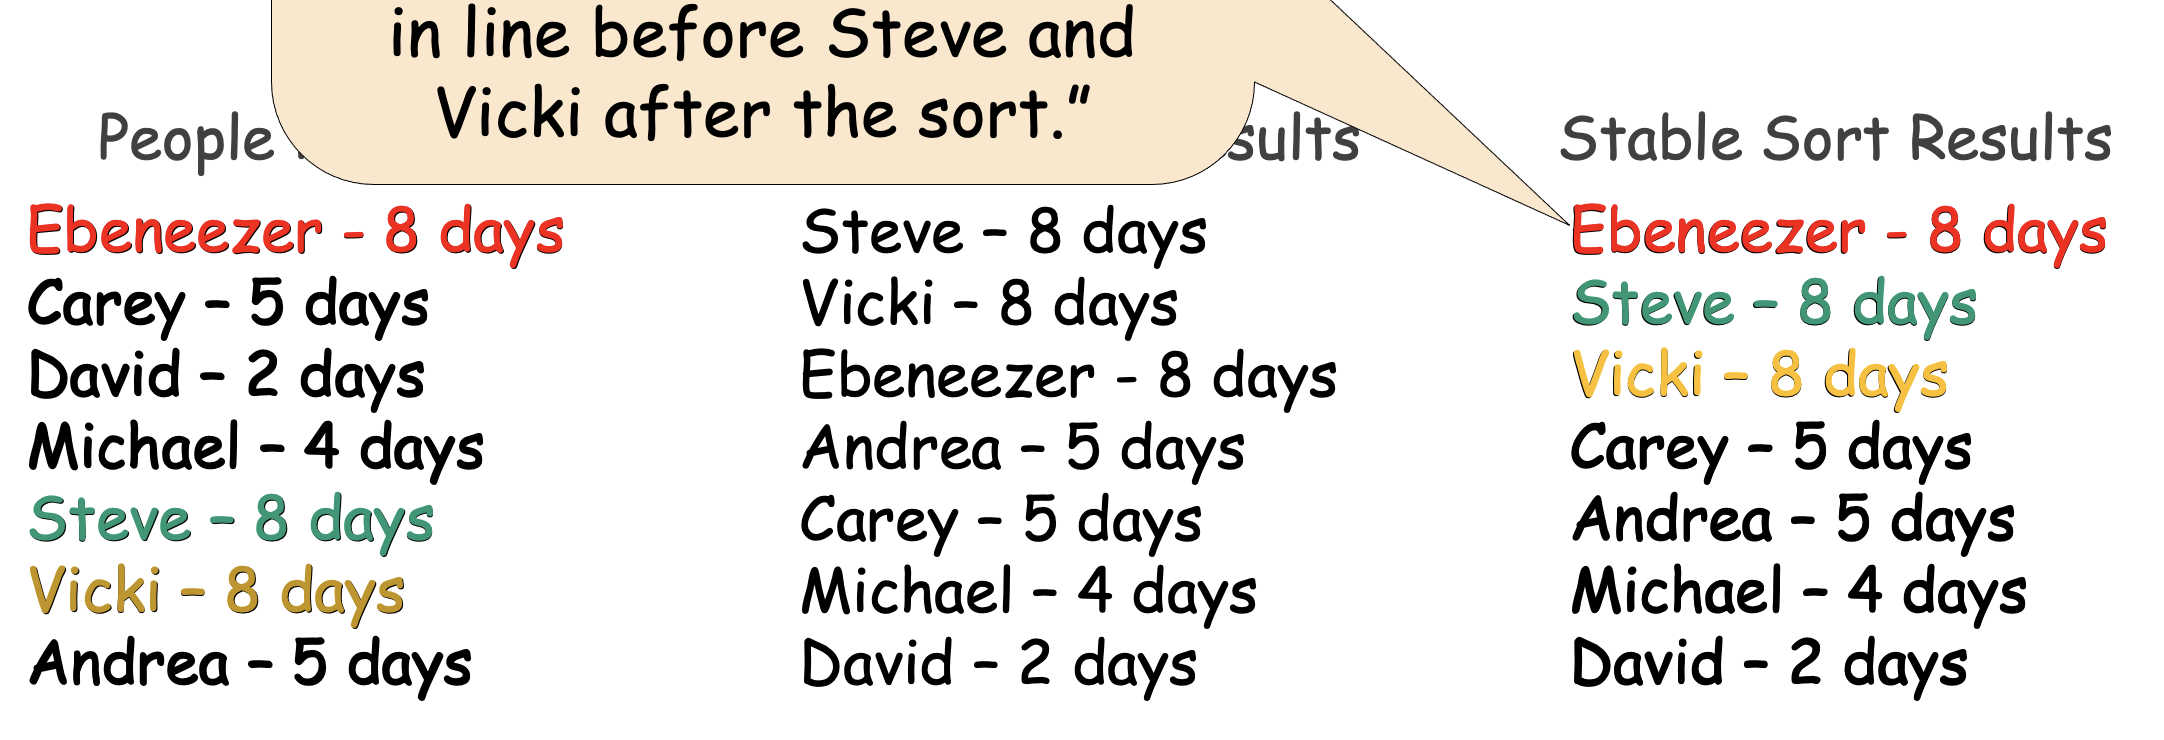 in line before Steve and
Vicki after the sort.”
People
Stable Sort Results
Ebeneezer - 8 days
Carey – 5 days
David – 2 days
Michael – 4 days
Steve – 8 days
Vicki – 8 days
Andrea – 5 days
Steve – 8 days
Vicki – 8 days
Ebeneezer - 8 days
Andrea – 5 days
Carey – 5 days
Michael – 4 days
David – 2 days
Ebeneezer - 8 days
Steve – 8 days
Vicki – 8 days
Carey – 5 days
Andrea – 5 days
Michael – 4 days
David – 2 days